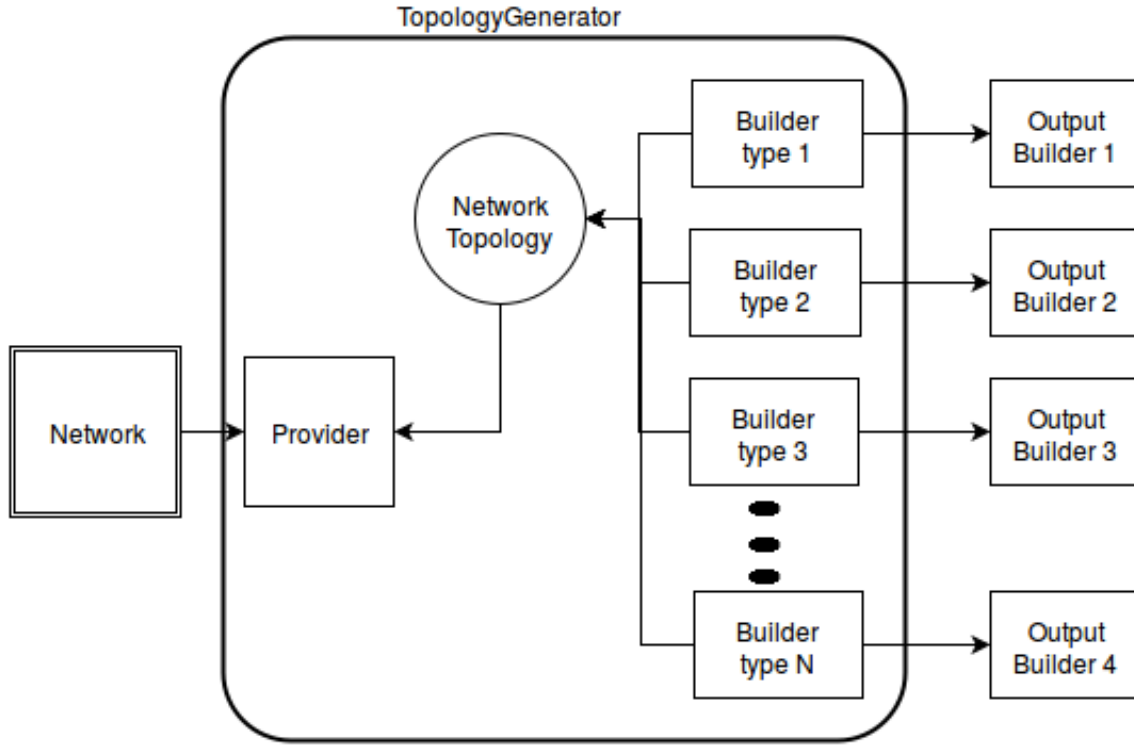 TopologyGenerator
Builder
type 1
Output
Builder 1
Network
Topology
Builder
type 2
Output
Builder 2
Network
Provider
Builder
type 3
Output
Builder 3
Builder
type N
Output
Builder 4